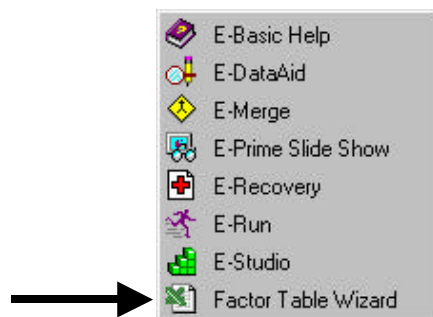 E-Basic Help
E-DataAid
E-Merge
E-Prime Slide Show
E-Recovery
E-Run
E-Studio
Factor Table Wizard